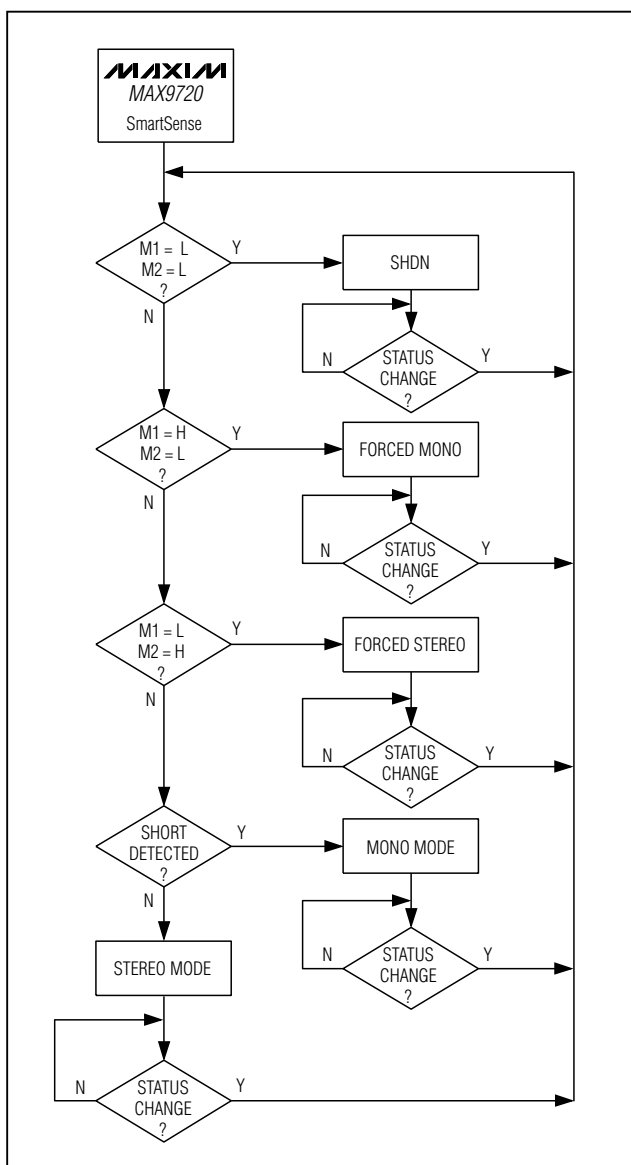 MAXIM
MAX9720
SmartSense
M1 = L
M2 = L
?
Y
N
SHDN
STATUS
CHANGE
?
N
Y
M1 = H
M2 = L
?
Y
N
FORCED MONO
STATUS
CHANGE
?
N
Y
M1 = L
M2 = H
?
Y
N
FORCED STEREO
STATUS
CHANGE
?
N
Y
SHORT
DETECTED
?
Y
N
MONO MODE
STATUS
CHANGE
?
N
Y
STEREO MODE
STATUS
CHANGE
?
N
Y